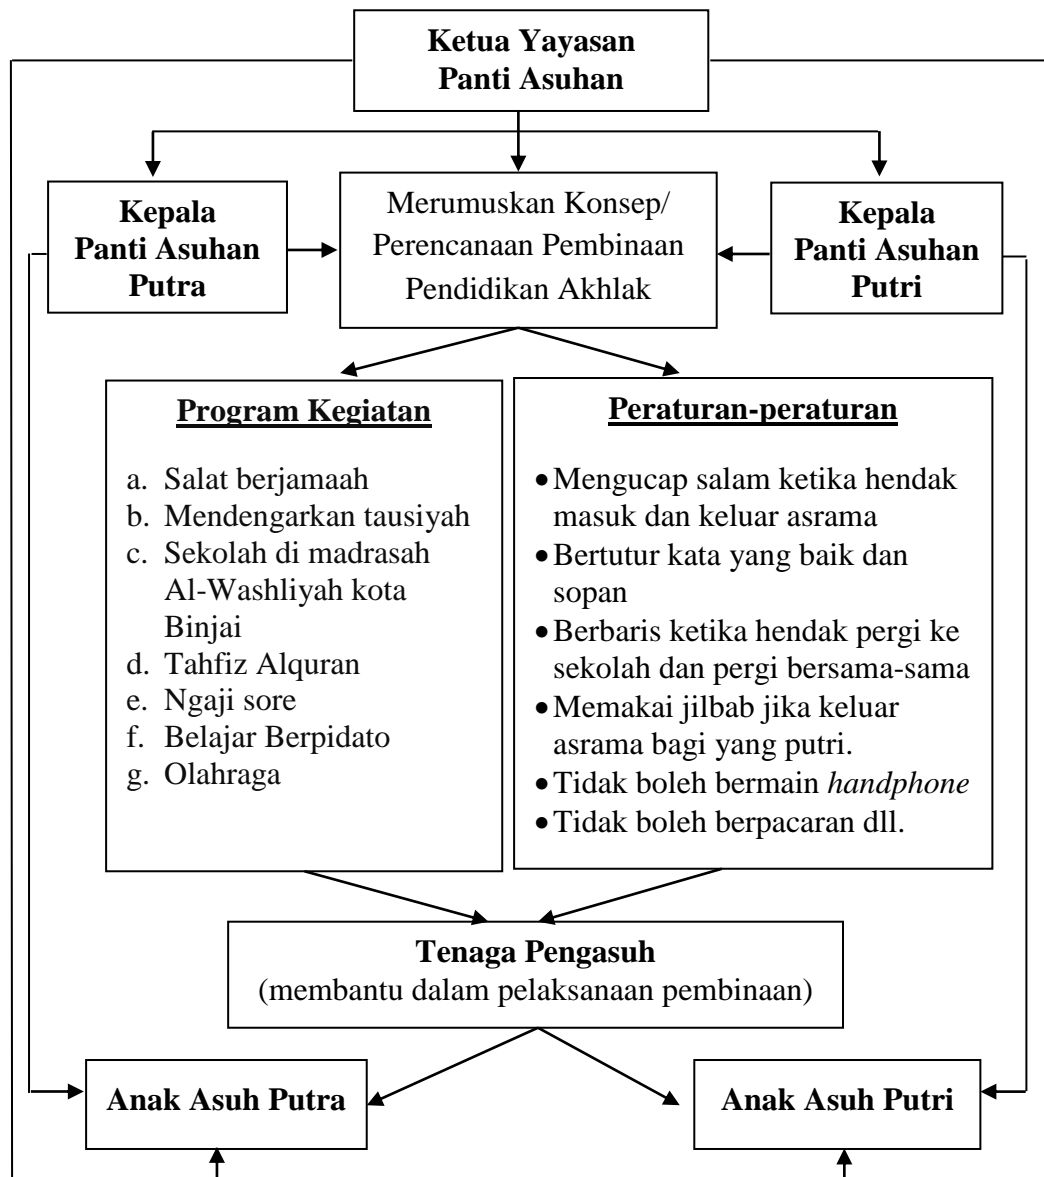 Ketua Yayasan
Panti Asuhan
Kepala
Panti Asuhan
Putra
Merumuskan Konsep/
Perencanaan Pembinaan
Pendidikan Akhlak
Kepala
Panti Asuhan
Putri
Program Kegiatan
a. Salat berjamaah
b. Mendengarkan tausiyah
c. Sekolah di madrasah
Al-Washliyah kota
Binjai
d. Tahfiz Alquran
e. Ngaji sore
f. Belajar Berpidato
g. Olahraga
Peraturan-peraturan
• Mengucap salam ketika hendak
masuk dan keluar asrama
• Bertutur kata yang baik dan
sopan
• Berbaris ketika hendak pergi ke
sekolah dan pergi bersama-sama
• Memakai jilbab jika keluar
asrama bagi yang putri.
• Tidak boleh bermain handphone
• Tidak boleh berpacaran dll.
Tenaga Pengasuh
(membantu dalam pelaksanaan pembinaan)
Anak Asuh Putra
Anak Asuh Putri